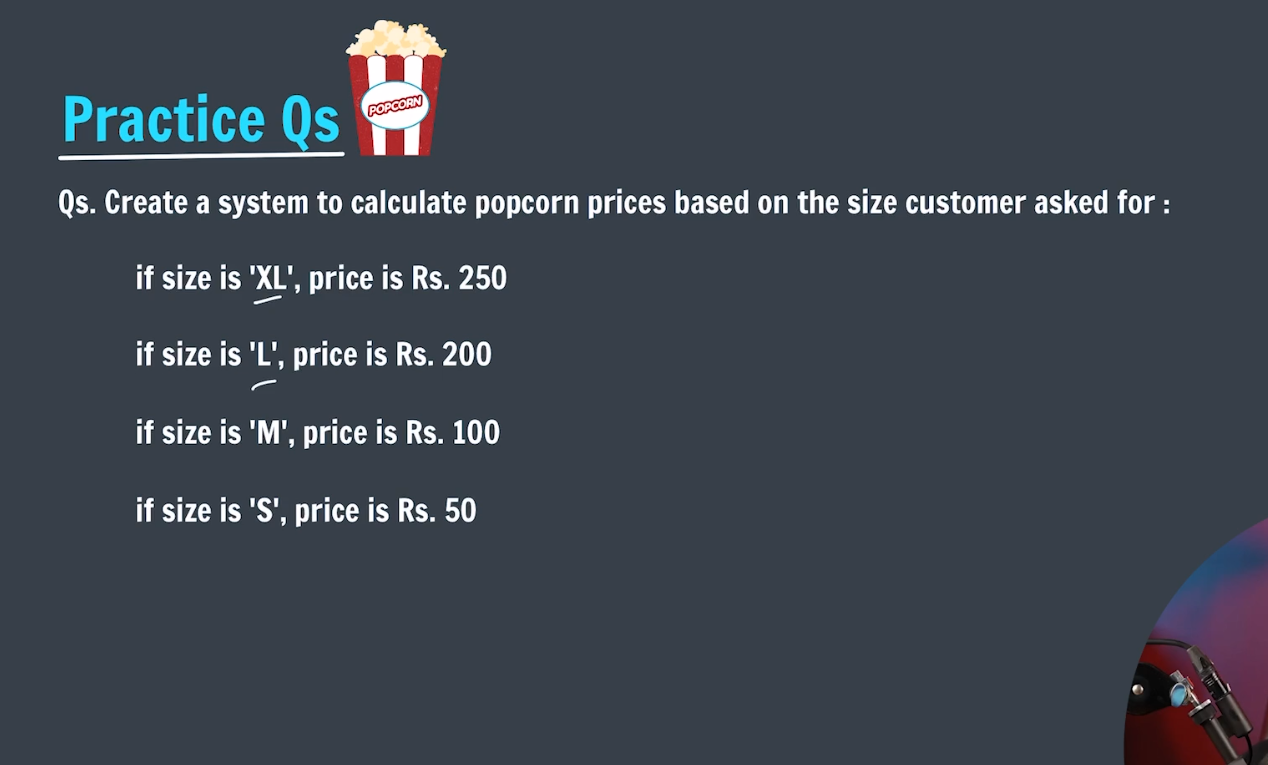 Practice Qs
POPCORN
Qs. Create a system to calculate popcorn prices based on the size customer asked for :
if size is 'XL', price is Rs. 250
if size is 'L', price is Rs. 200
if size is 'M', price is Rs. 100
if size is 'S', price is Rs. 50